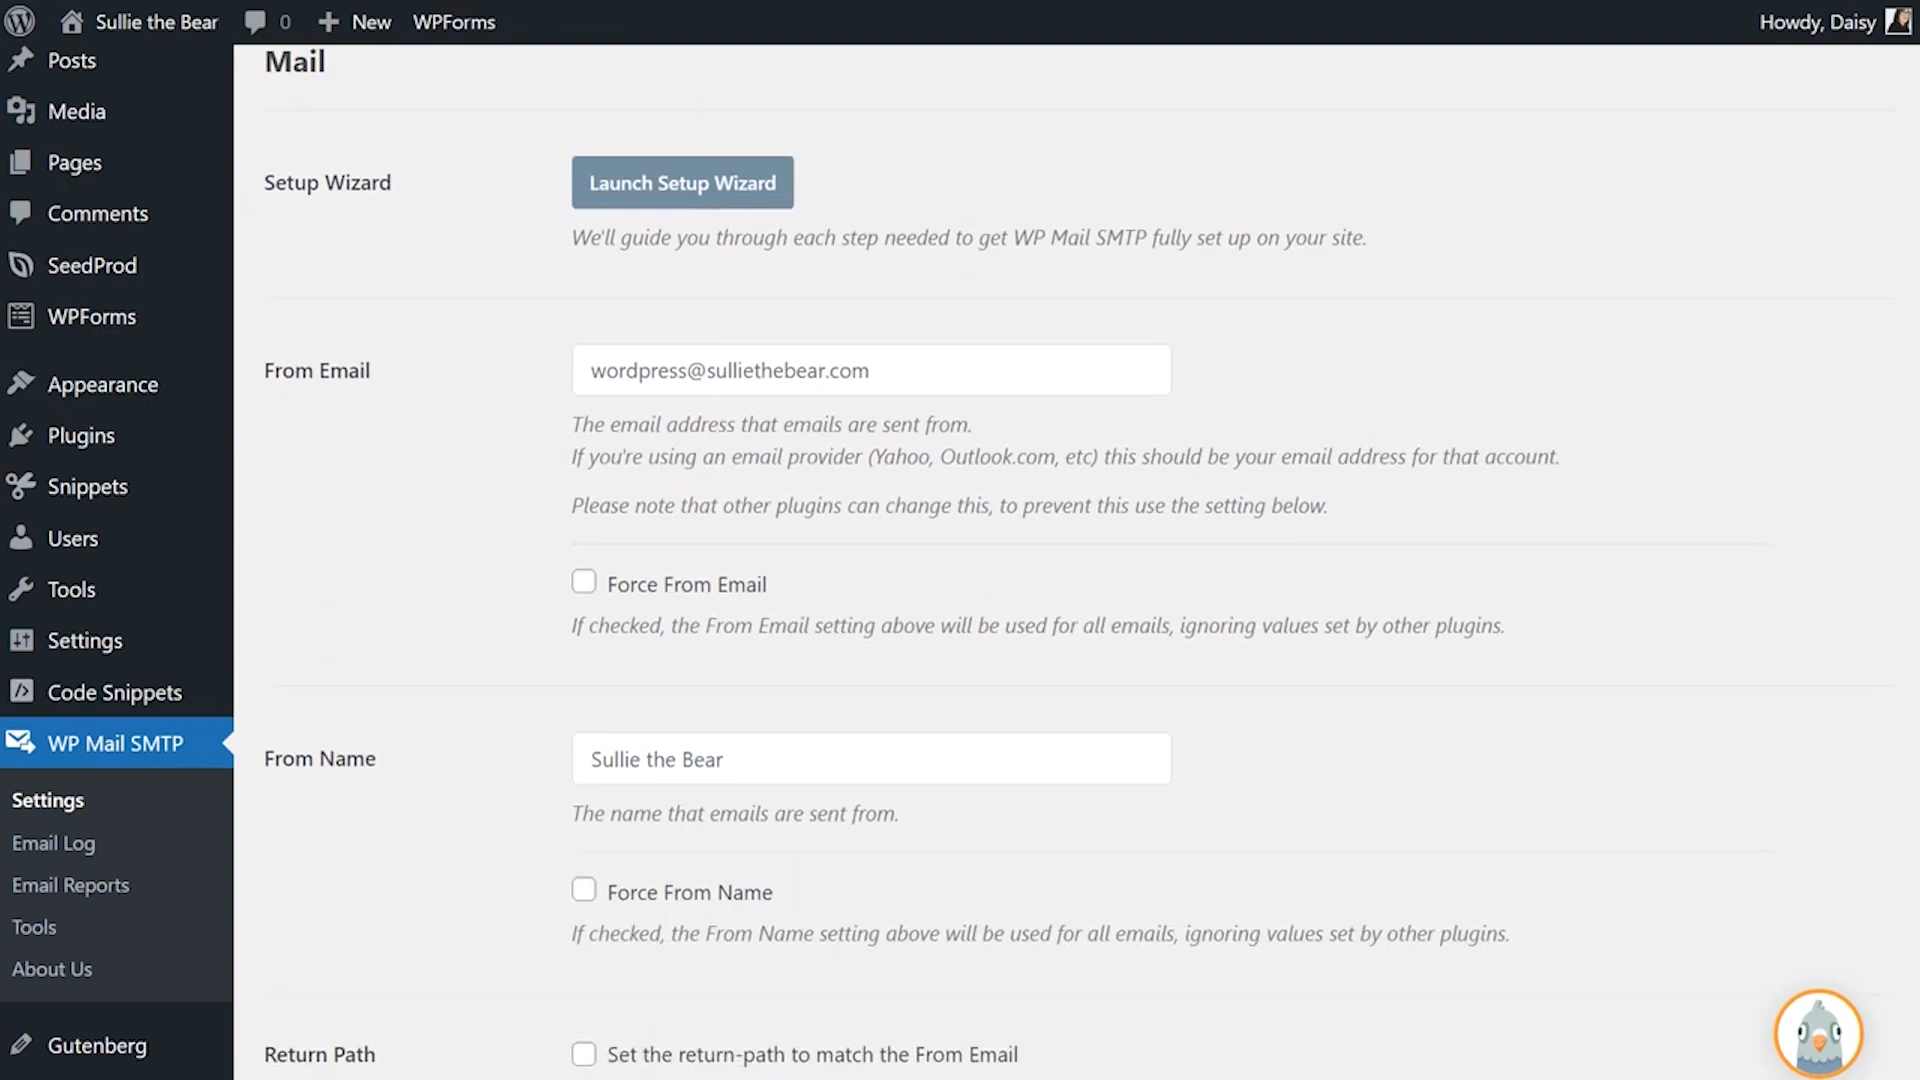 Sullie the Bear 0 New WPForms Howdy, Daisy
Posts
Media
Pages
Comments
SeedProd
WPForms
Appearance
Plugins
Snippets
Users
Tools
Settings
Code Snippets
WP Mail SMTP
Settings
Email Log
Email Reports
Tools
About Us
Gutenberg
Mail
Setup Wizard
Launch Setup Wizard
We'll guide you through each step needed to get WP Mail SMTP fully set up on your site.
From Email
wordpress@sulliethebear.com
The email address that emails are sent from.
If you're using an email provider (Yahoo, Outlook.com, etc) this should be your email address for that account.
Please note that other plugins can change this, to prevent this use the setting below.
Force From Email
If checked, the From Email setting above will be used for all emails, ignoring values set by other plugins.
From Name
Sullie the Bear
The name that emails are sent from.
Force From Name
If checked, the From Name setting above will be used for all emails, ignoring values set by other plugins.
Return Path
Set the return-path to match the From Email